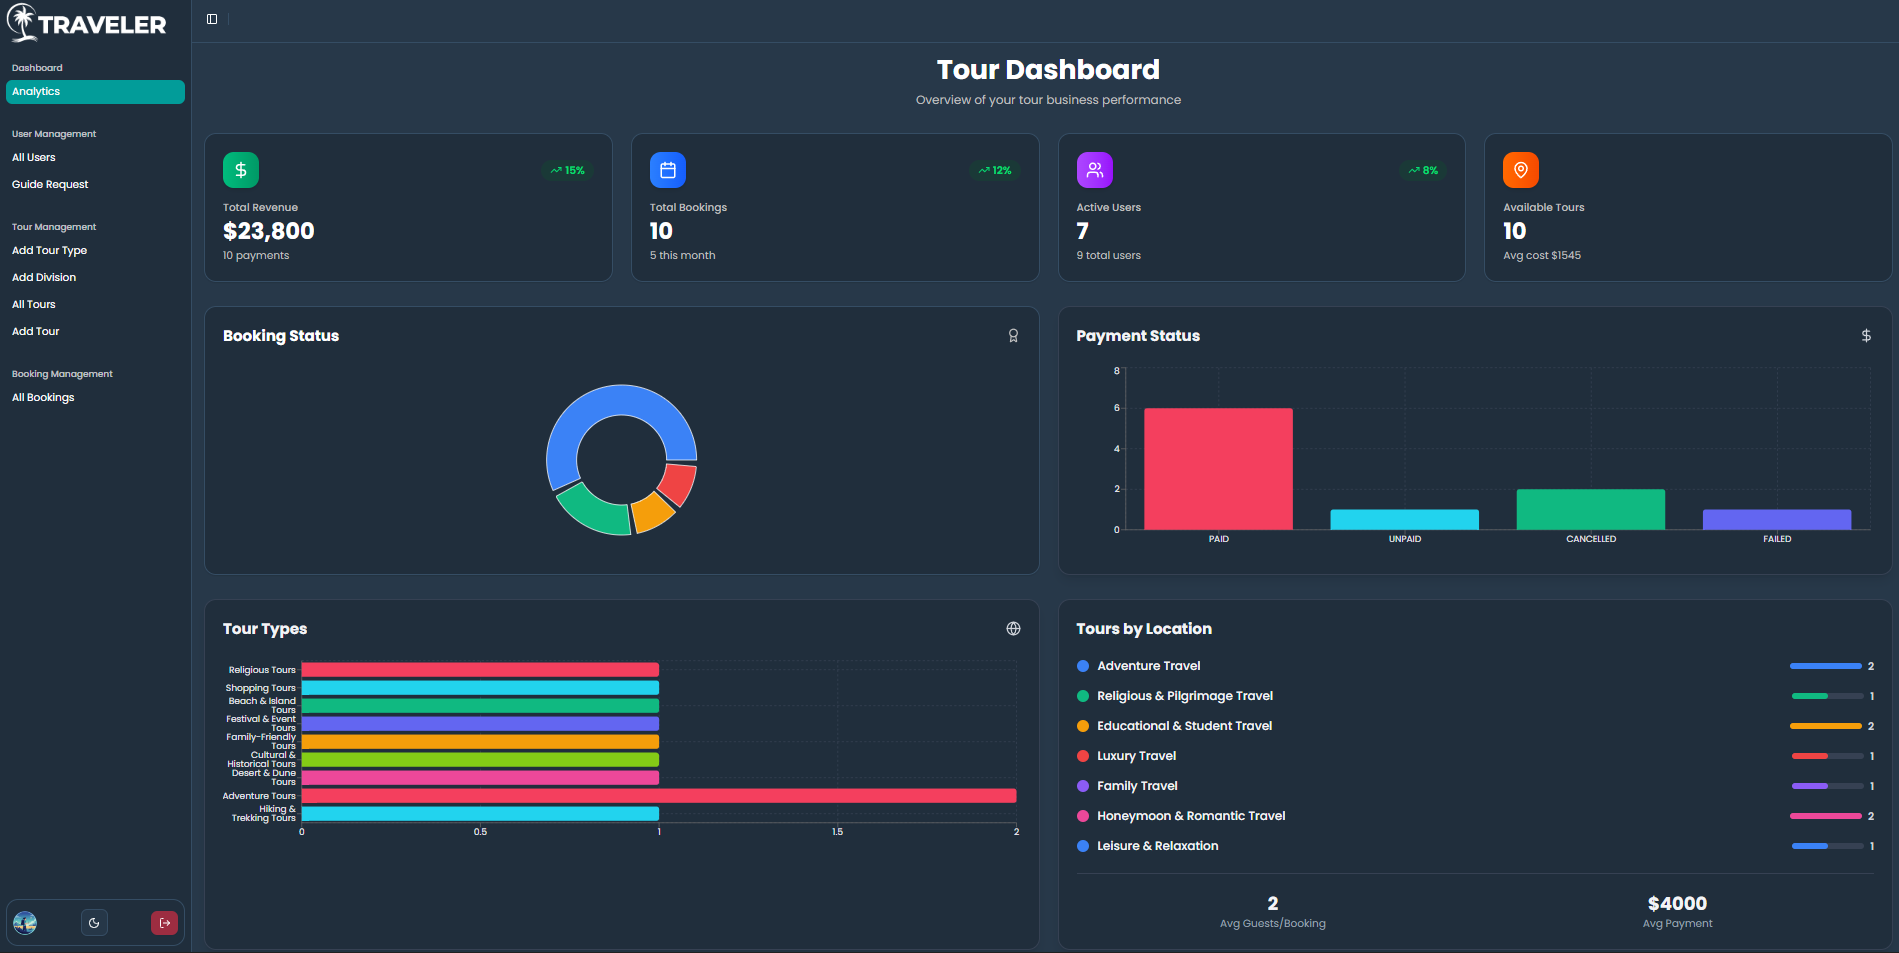 TRAVELER
Dashboard
Analytics
User Management
All Users
Guide Request
Tour Management
Add Tour Type
Add Division
All Tours
Add Tour
Booking Management
All Bookings
Tour Dashboard
Overview of your tour business performance
15%
Total Revenue
$23,800
10 payments
12%
Total Bookings
10
5 this month
8%
Active Users
7
9 total users
Available Tours
10
Avg cost $1545
Booking Status
Payment Status
8
6
4
2
0
PAID UNPAID CANCELLED FAILED
Tour Types
Religious Tours
Shopping Tours
Beach & Island
Tours
Festival & Event
Tours
Family-Friendly
Tours
Cultural &
Historical Tours
Desert & Dune
Tours
Adventure Tours
Hiking &
Trekking Tours
0 0.5 1 1.5 2
Tours by Location
Adventure Travel 2
Religious & Pilgrimage Travel 1
Educational & Student Travel 2
Luxury Travel 1
Family Travel 1
Honeymoon & Romantic Travel 2
Leisure & Relaxation 1
2
Avg Guests/Booking
$4000
Avg Payment